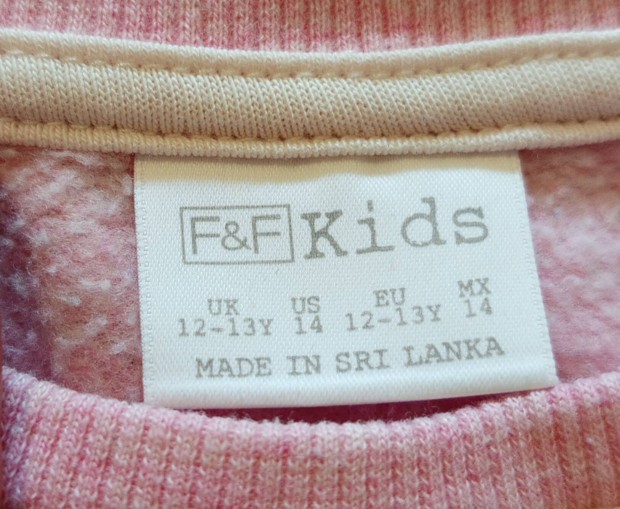 F&F Kids
UK US EU MX
12-13Y 14 12-13Y 14
MADE IN SRI LANKA